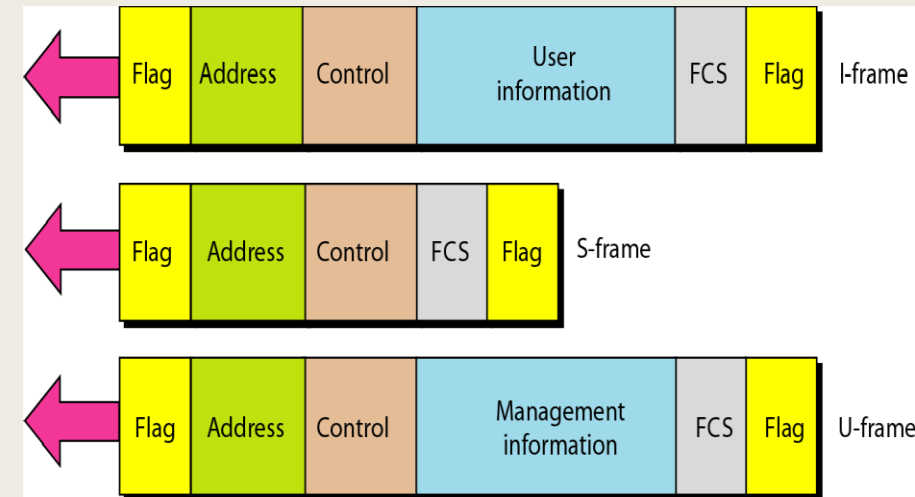 Flag Address Control User information FCS Flag I-frame
Flag Address Control FCS Flag S-frame
Flag Address Control Management information FCS Flag U-frame